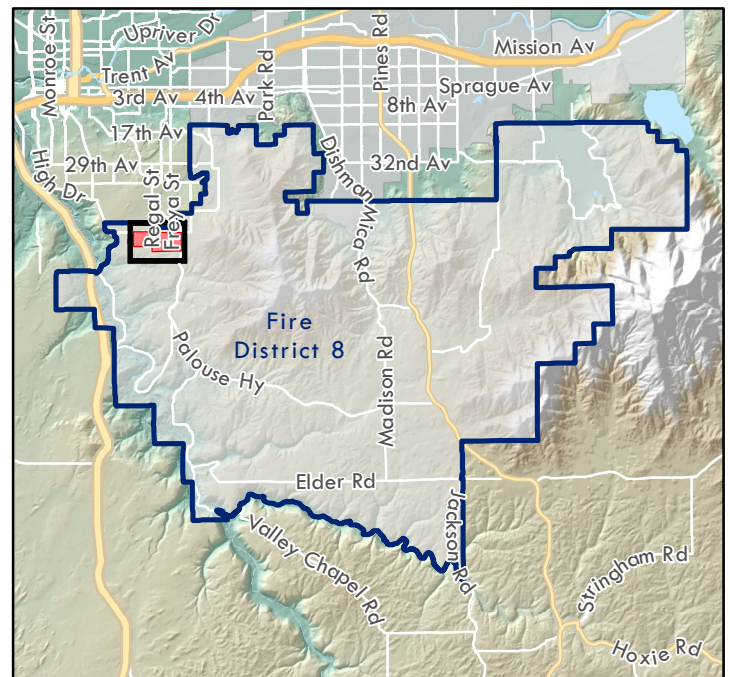 Monroe St
Upriver Dr
Mission Av
Trent Av
Park Rd
Pines Rd
Sprague Av
3rd Av
4th Av
8th Av
17th Av
29th Av
32nd Av
High Dr
Regal St
Freya St
Dishman Mica Rd
Fire
District 8
Palouse Hy
Madison Rd
Elder Rd
Jackson Rd
Valley Chapel Rd
Stringham Rd
Hoxie Rd